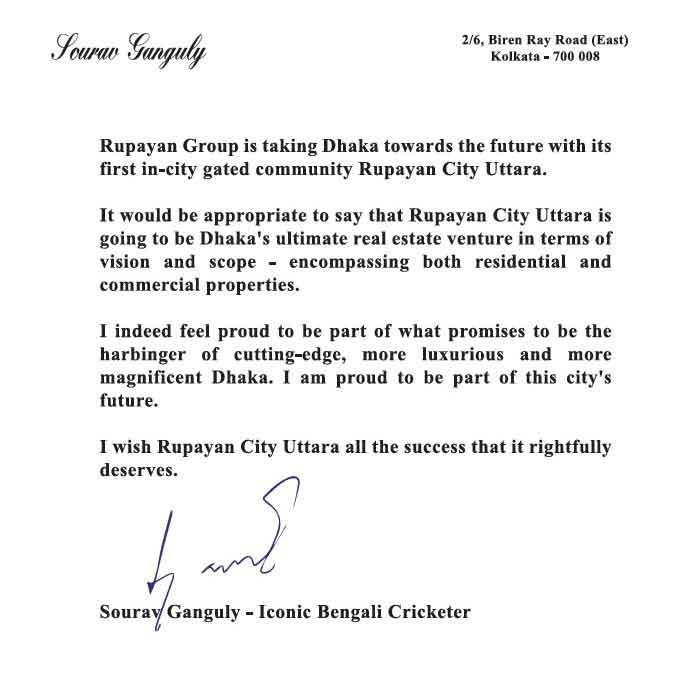 Sourav Ganguly
2/6, Biren Ray Road (East)
Kolkata - 700 008
Rupayan Group is taking Dhaka towards the future with its
first in-city gated community Rupayan City Uttara.
It would be appropriate to say that Rupayan City Uttara is
going to be Dhaka's ultimate real estate venture in terms of
vision and scope - encompassing both residential and
commercial properties.
I indeed feel proud to be part of what promises to be the
harbinger of cutting-edge, more luxurious and more
magnificent Dhaka. I am proud to be part of this city's
future.
I wish Rupayan City Uttara all the success that it rightfully
deserves.
Sourav Ganguly - Iconic Bengali Cricketer